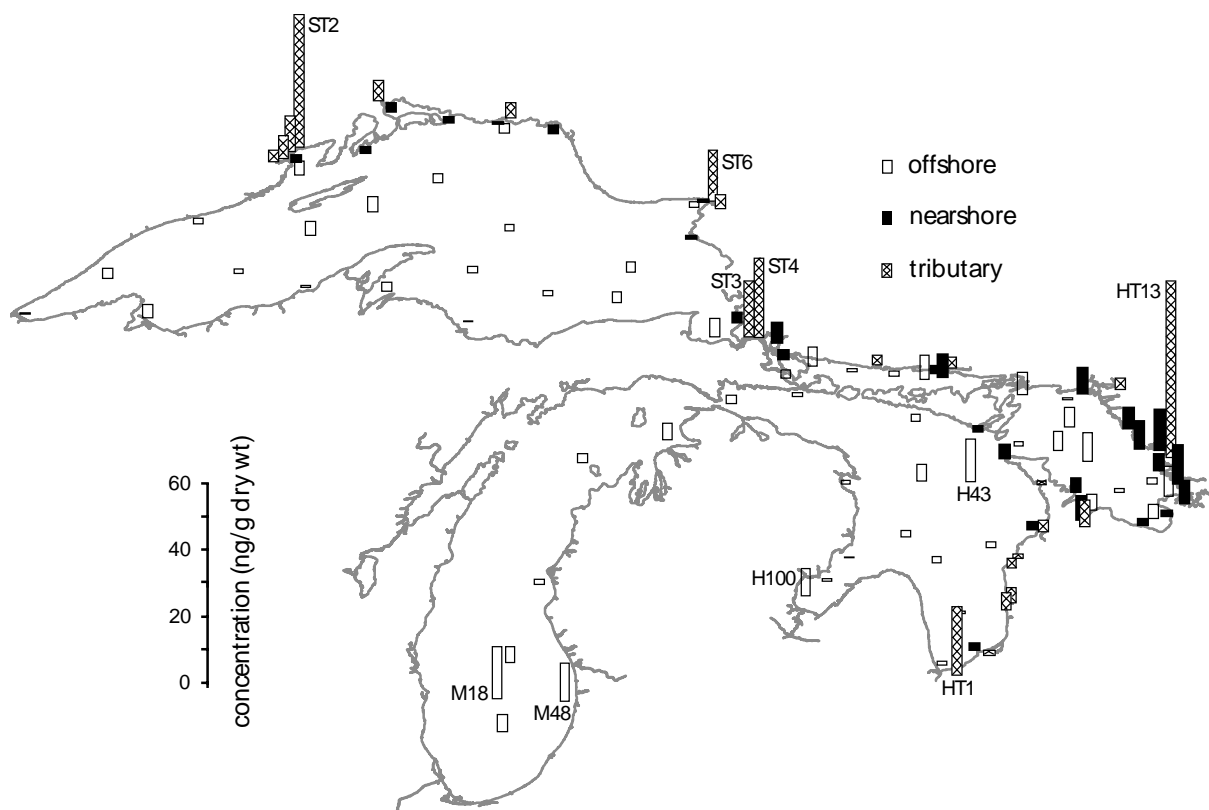 ST2
ST6
offshore
nearshore
tributary
ST3
ST4
HT13
60
40
20
0
concentration (ng/g dry wt)
H43
H100
M18
M48
HT1